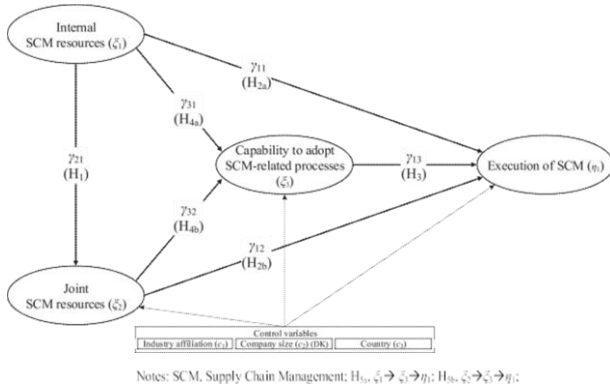 Internal
SCM resources (ξ₁)
γ₁₁
(H₂ₐ)
γ₃₁
(H₄ₐ)
γ₂₁
(H₁)
Capability to adopt
SCM-related processes
(ξ₃)
γ₁₃
(H₃)
Execution of SCM (η₁)
γ₃₂
(H₄b)
γ₁₂
(H₂b)
Joint
SCM resources (ξ₂)
Control variables
Industry affiliation (c₁) Company size (c₂) (DK) Country (c₃)
Notes: SCM, Supply Chain Management; H₅ₐ, ξ₁→ ξ₃→η₁; H₅b, ξ₂→ξ₃→η₁;